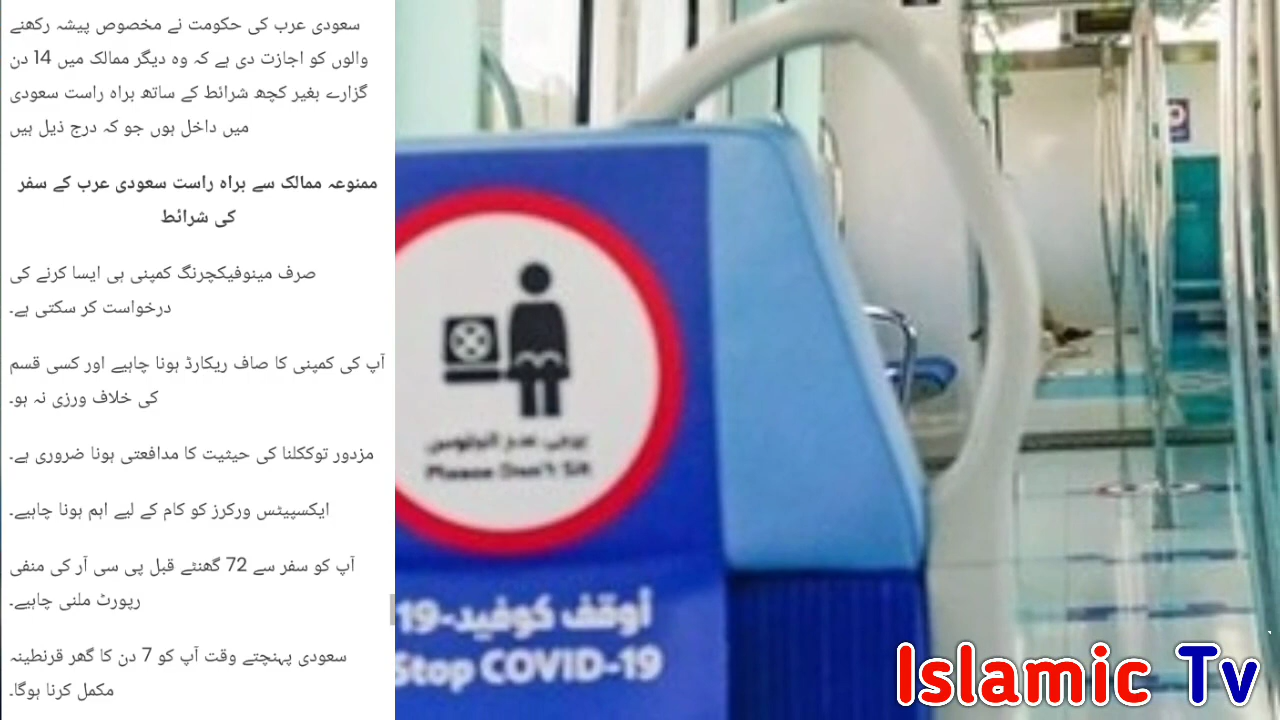 سعودی عرب کی حکومت نے مخصوص پیشہ رکھنے
والوں کو اجازت دی ہے کہ وہ دیگر ممالک میں 14 دن
گزارے بغیر کچھ شرائط کے ساتھ براہ راست سعودی
میں داخل ہوں جو کہ درج ذیل ہیں
ممنوعہ ممالک سے براہ راست سعودی عرب کے سفر
کی شرائط
صرف مینوفیکچرنگ کمپنی ہی ایسا کرنے کی
درخواست کر سکتی ہے۔
آپ کی کمپنی کا صاف ریکارڈ ہونا چاہیے اور کسی قسم
کی خلاف ورزی نہ ہو۔
مزدور توککلنا کی حیثیت کا مدافعتی ہونا ضروری ہے۔
ایکسپیٹس ورکرز کو کام کے لیے اہم ہونا چاہیے۔
آپ کو سفر سے 72 گھنٹے قبل پی سی آر کی منفی
رپورٹ ملنی چاہیے۔
سعودی پہنچتے وقت آپ کو 7 دن کا گھر قرنطینہ
مکمل کرنا ہوگا۔
يرجى عدم الجلوس
Please Don't Sit
أوقف كوفيد-19
Stop COVID-19
Islamic Tv